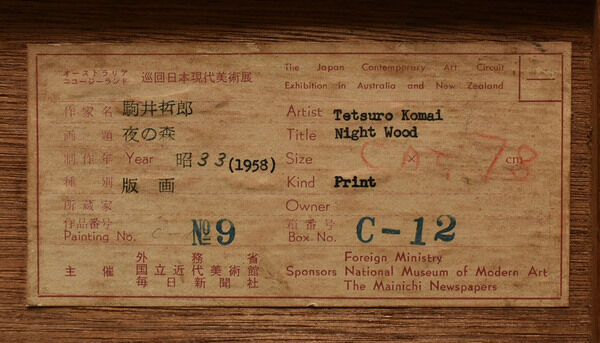 オーストラリア
ニュージーランド 巡回日本現代美術展
The Japan Contemporary Art Circuit
Exhibition in Australia and New Zealand
作家名 駒井哲郎 Artist Tetsuro Komai
画題 夜の森 Title Night Wood
制作年 Year 昭33(1958) Size × cm
CAT. 78
種別 版画 Kind Print
所蔵家 Owner
作品番号 箱番号
Painting No. C- №9 Box No. C-12
主催 外務省 Sponsors Foreign Ministry
国立近代美術館 National Museum of Modern Art
毎日新聞社 The Mainichi Newspapers